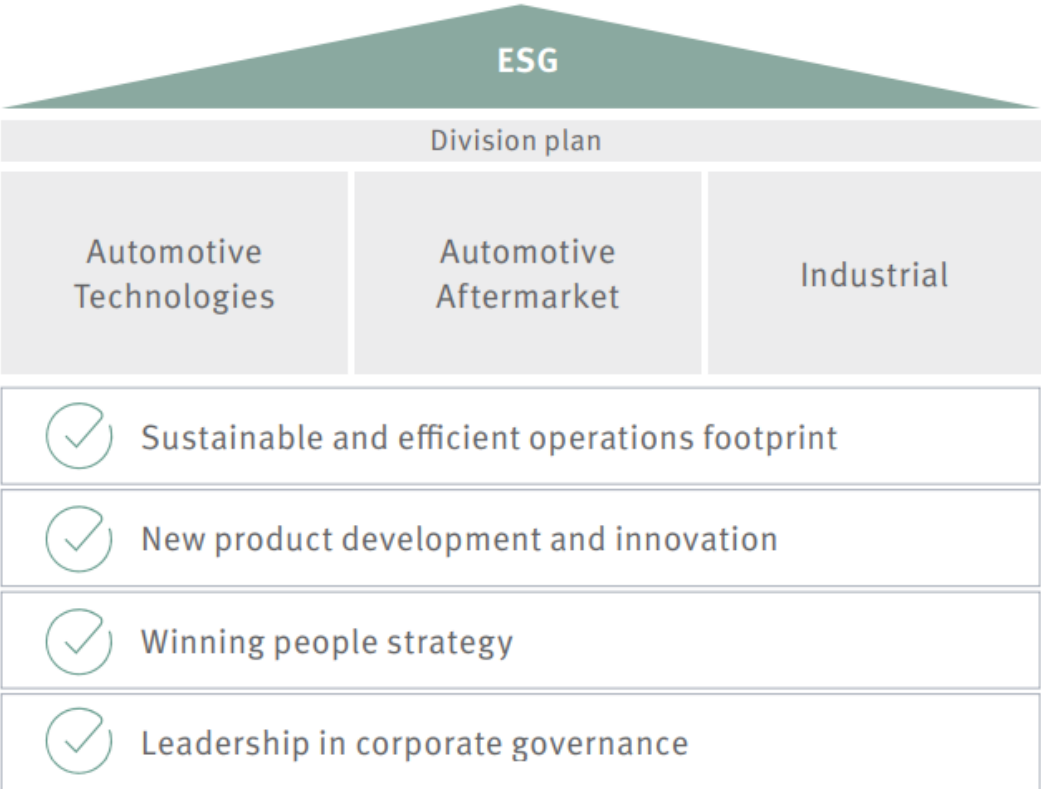 ESG
Division plan
Automotive
Technologies
Automotive
Aftermarket
Industrial
Sustainable and efficient operations footprint
New product development and innovation
Winning people strategy
Leadership in corporate governance